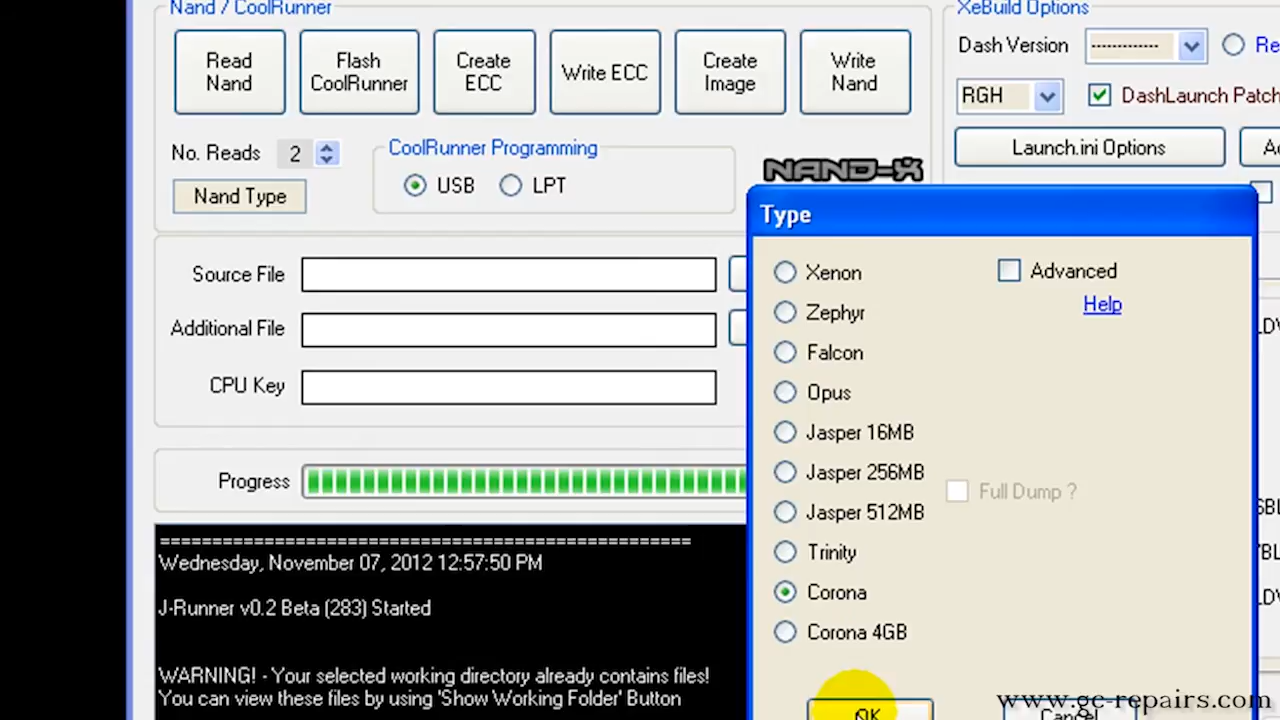 Nand / CoolRunner
XeBuild Options
Read
Nand
Flash
CoolRunner
Create
ECC
Write ECC
Create
Image
Write
Nand
Dash Version
-------------
RGH
DashLaunch Patch
No. Reads 2
Nand Type
CoolRunner Programming
USB LPT
NAND-X
Launch.ini Options
Source File
Additional File
CPU Key
Progress
Type
Xenon
Zephyr
Falcon
Opus
Jasper 16MB
Jasper 256MB
Jasper 512MB
Trinity
Corona
Corona 4GB
Advanced
Help
Full Dump ?
OK
Cancel
==================================================
Wednesday, November 07, 2012 12:57:50 PM
J-Runner v0.2 Beta (283) Started
WARNING! - Your selected working directory already contains files!
You can view these files by using 'Show Working Folder' Button
www.gc-repairs.com